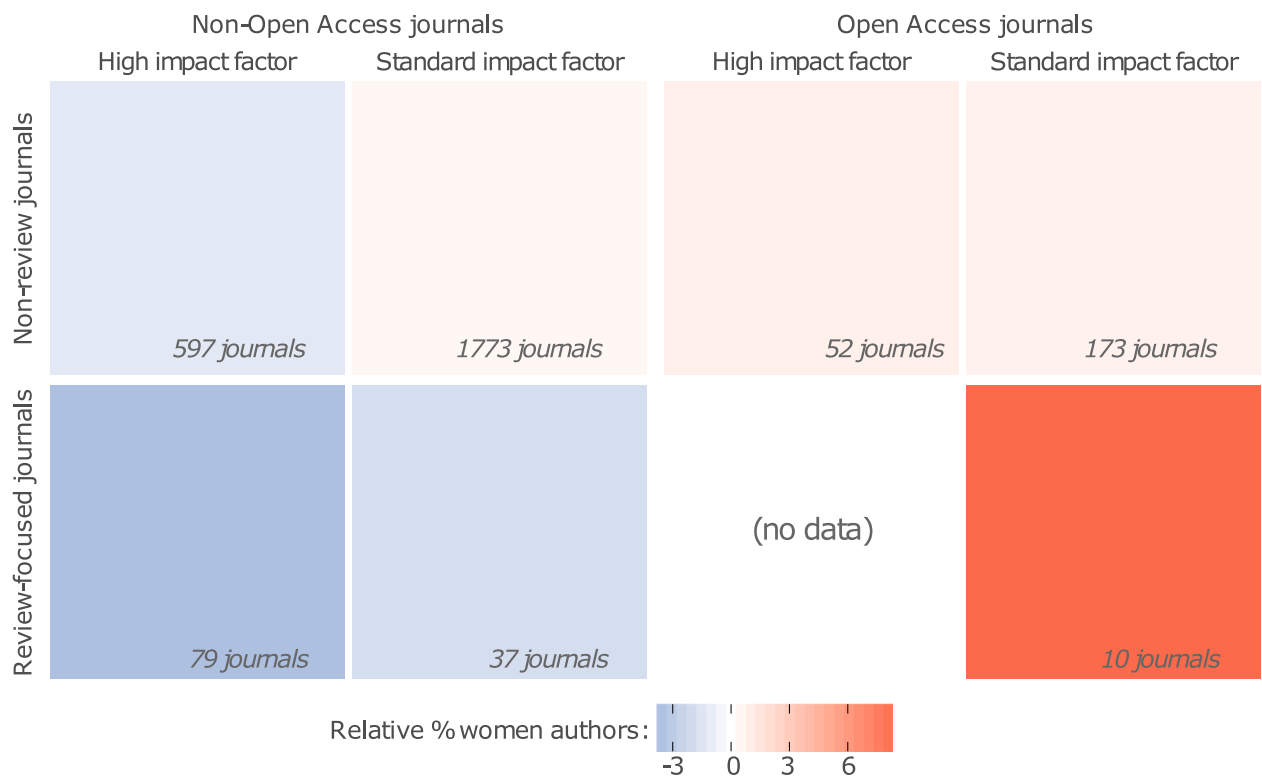 Non-Open Access journals
Open Access journals
High impact factor
Standard impact factor
High impact factor
Standard impact factor
Non-review journals
597 journals
1773 journals
52 journals
173 journals
Review-focused journals
(no data)
79 journals
37 journals
10 journals
Relative % women authors:
-3
0
3
6